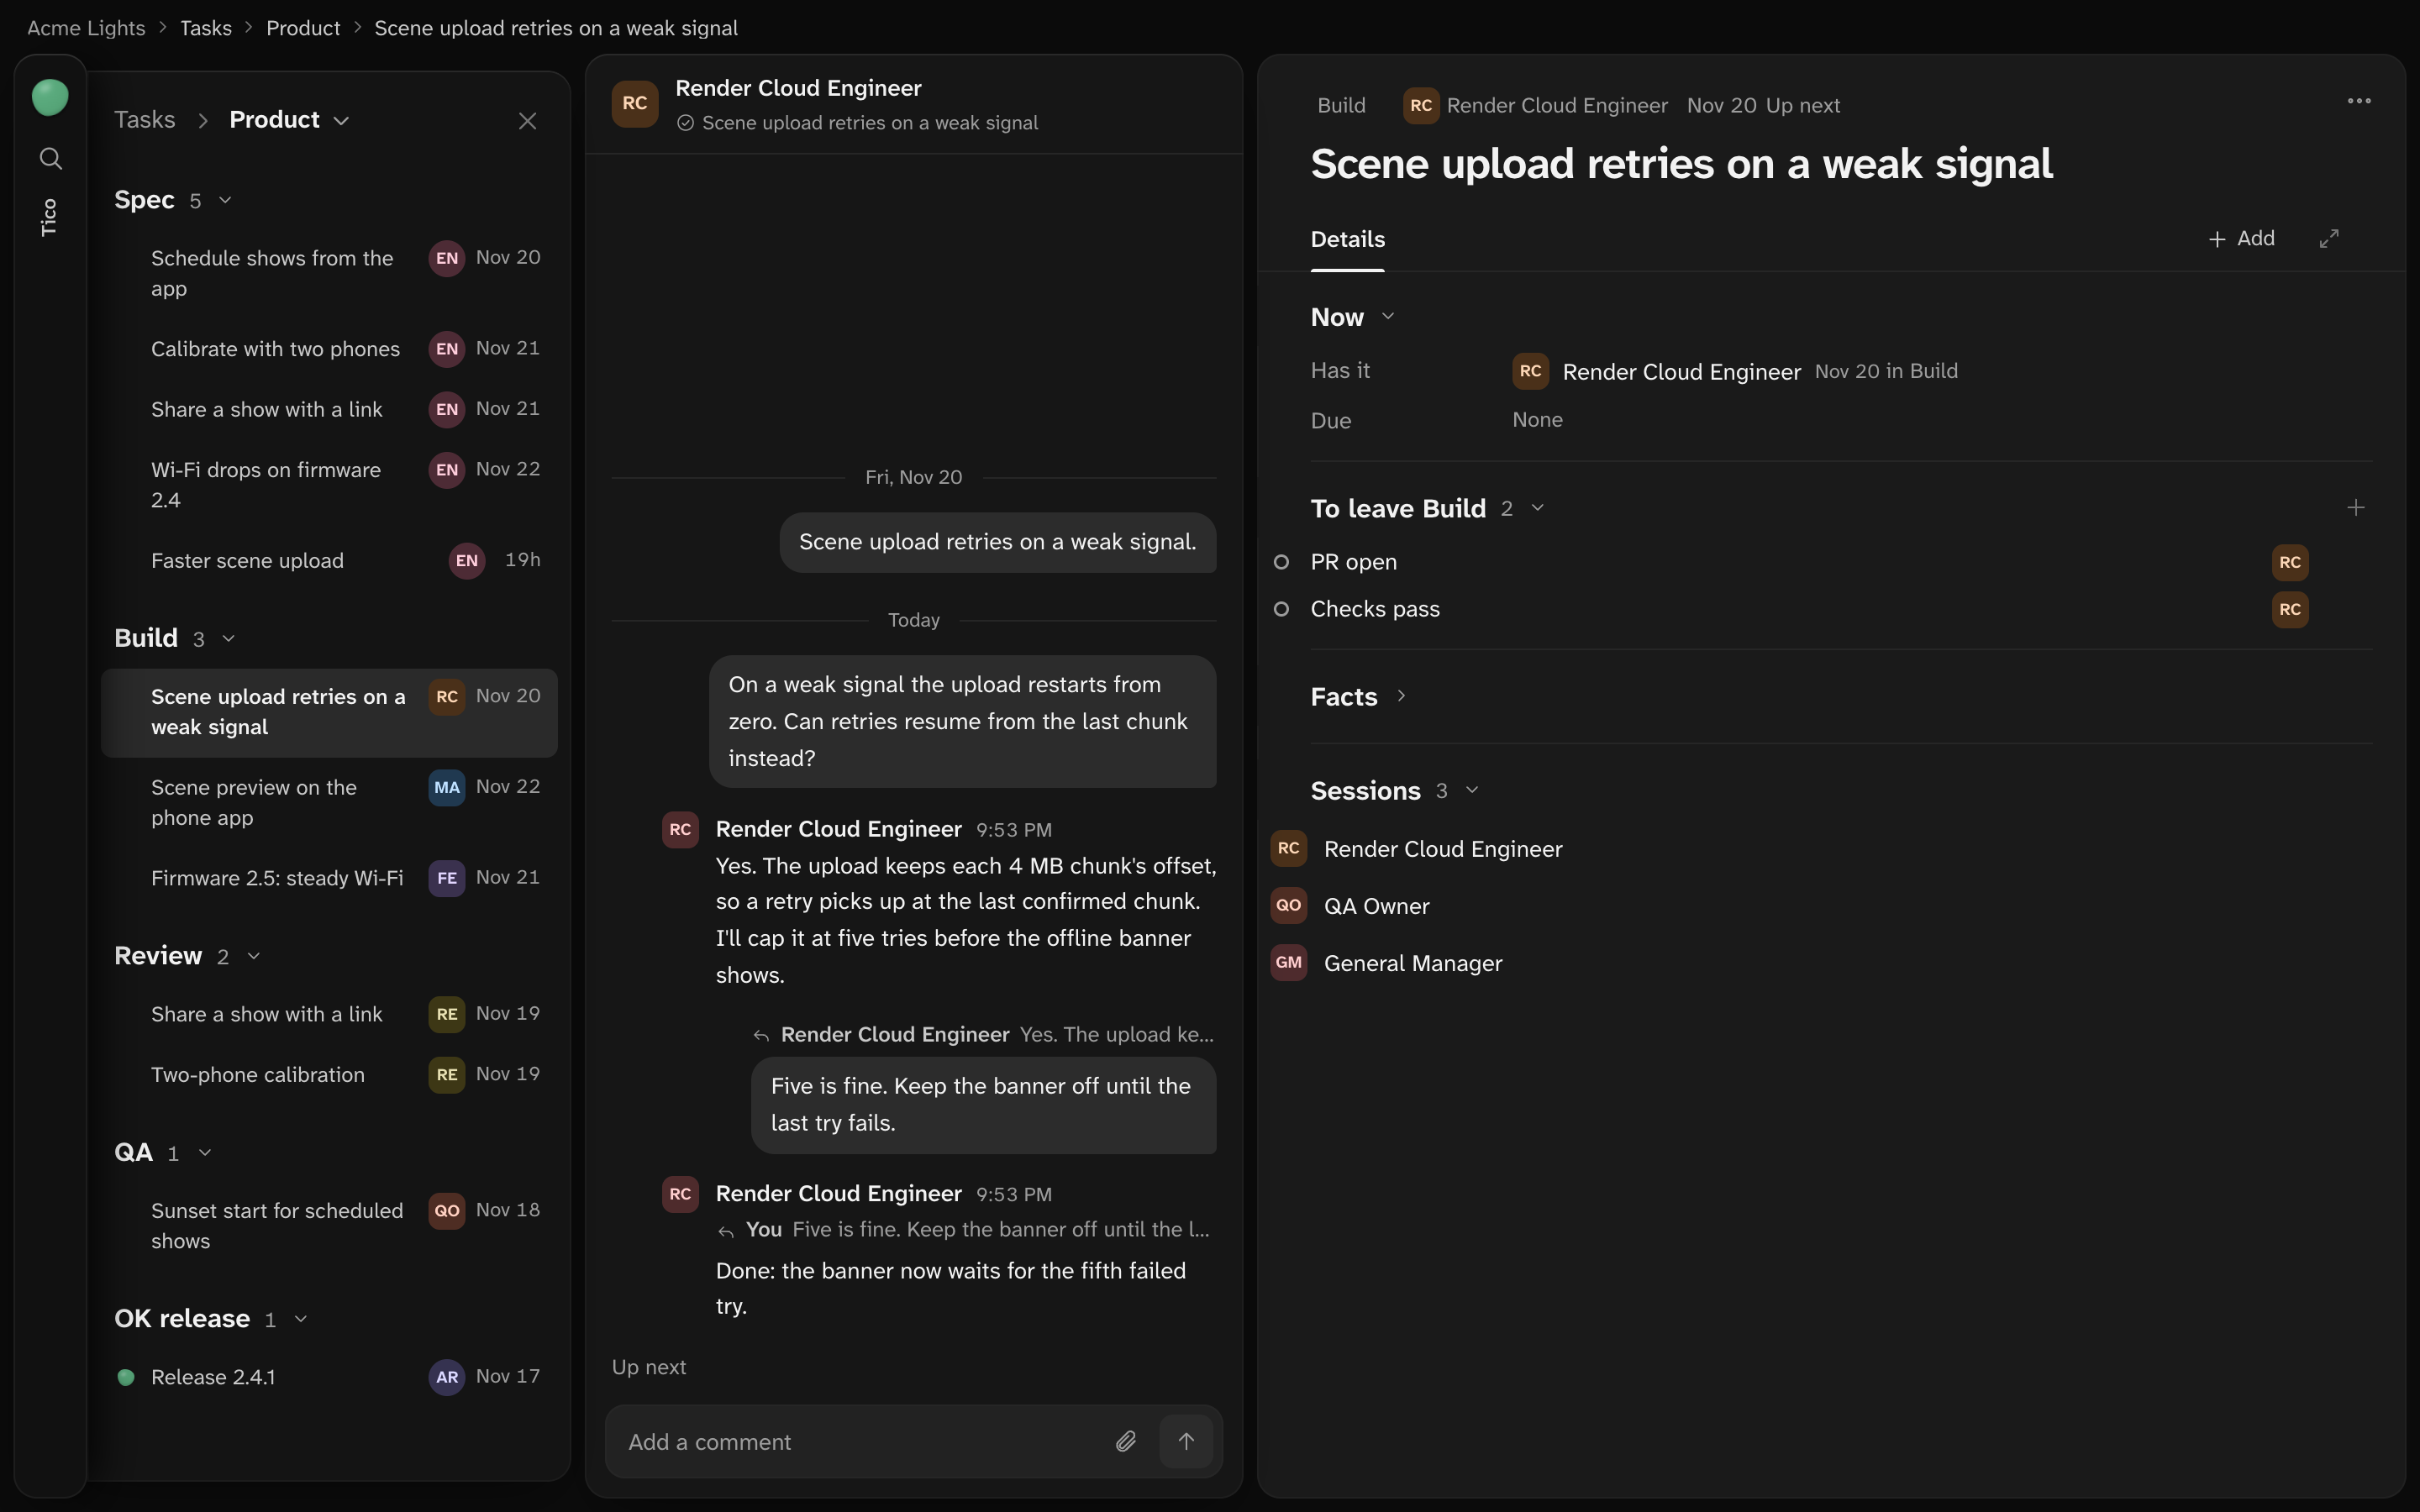 Acme Lights > Tasks > Product > Scene upload retries on a weak signal
Tico
Tasks > Product
Spec 5
Schedule shows from the
app
EN Nov 20
Calibrate with two phones EN Nov 21
Share a show with a link EN Nov 21
Wi-Fi drops on firmware
2.4
EN Nov 22
Faster scene upload EN 19h
Build 3
Scene upload retries on a
weak signal
RC Nov 20
Scene preview on the
phone app
MA Nov 22
Firmware 2.5: steady Wi-Fi FE Nov 21
Review 2
Share a show with a link RE Nov 19
Two-phone calibration RE Nov 19
QA 1
Sunset start for scheduled
shows
QO Nov 18
OK release 1
Release 2.4.1 AR Nov 17
RC Render Cloud Engineer
Scene upload retries on a weak signal
Fri, Nov 20
Scene upload retries on a weak signal.
Today
On a weak signal the upload restarts from
zero. Can retries resume from the last chunk
instead?
RC Render Cloud Engineer 9:53 PM
Yes. The upload keeps each 4 MB chunk's offset,
so a retry picks up at the last confirmed chunk.
I'll cap it at five tries before the offline banner
shows.
Render Cloud Engineer Yes. The upload ke...
Five is fine. Keep the banner off until the
last try fails.
RC Render Cloud Engineer 9:53 PM
You Five is fine. Keep the banner off until the l...
Done: the banner now waits for the fifth failed
try.
Up next
Add a comment
Build RC Render Cloud Engineer Nov 20 Up next
Scene upload retries on a weak signal
Details
+ Add
Now
Has it RC Render Cloud Engineer Nov 20 in Build
Due None
To leave Build 2
PR open RC
Checks pass RC
Facts
Sessions 3
RC Render Cloud Engineer
QO QA Owner
GM General Manager